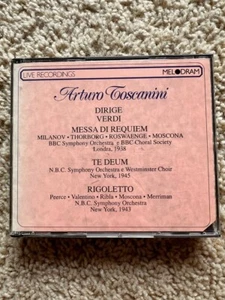 LIVE RECORDINGS
MELODRAM
Arturo Toscanini
DIRIGE
VERDI
MESSA DI REQUIEM
MILANOV • THORBORG • ROSWAENGE • MOSCONA
BBC Symphony Orchestra e BBC Choral Society
Londra, 1938
TE DEUM
N.B.C. Symphony Orchestra e Westminster Choir
New York, 1945
RIGOLETTO
Peerce • Valentino • Ribla • Moscona • Merriman
N.B.C. Symphony Orchestra
New York, 1943